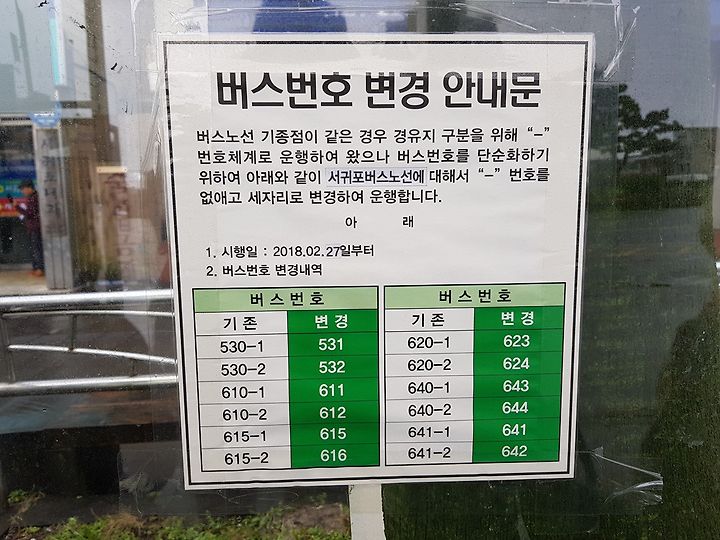 버스번호 변경 안내문
버스노선 기종점이 같은 경우 경유지 구분을 위해 "-"
번호체계로 운행하여 왔으나 버스번호를 단순화하기
위하여 아래와 같이 서귀포버스노선에 대해서 "-" 번호를
없애고 세자리로 변경하여 운행합니다.
아 래
1. 시행일 : 2018.02.27일부터
2. 버스번호 변경내역
버스번호 버스번호
기존 변경 기존 변경
530-1 531 620-1 623
530-2 532 620-2 624
610-1 611 640-1 643
610-2 612 640-2 644
615-1 615 641-1 641
615-2 616 641-2 642